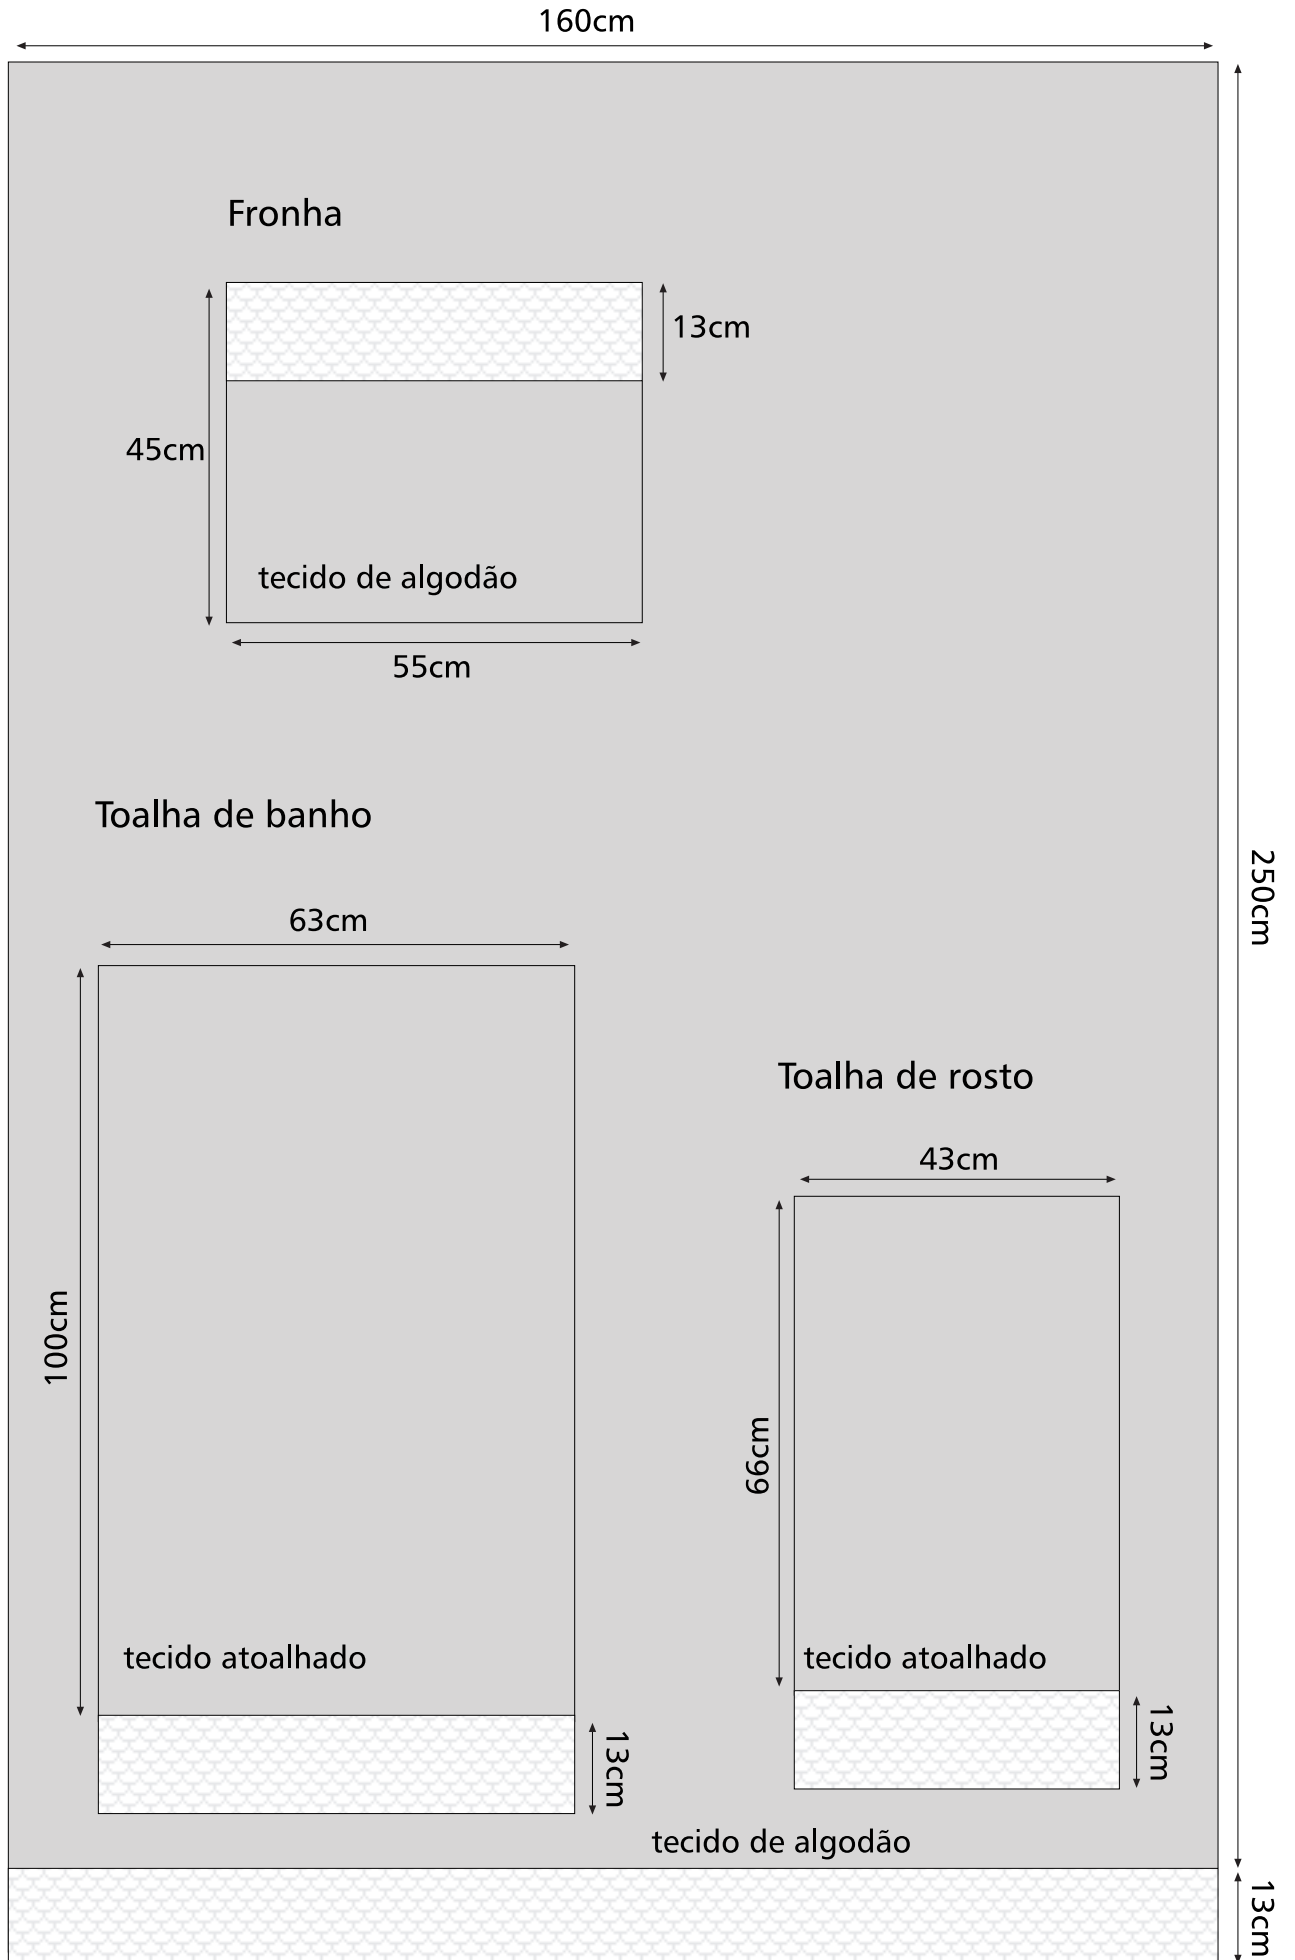 160cm
Fronha
13cm
45cm
tecido de algodão
55cm
Toalha de banho
250cm
63cm
Toalha de rosto
43cm
100cm
66cm
tecido atoalhado
tecido atoalhado
13cm
13cm
tecido de algodão
13cm